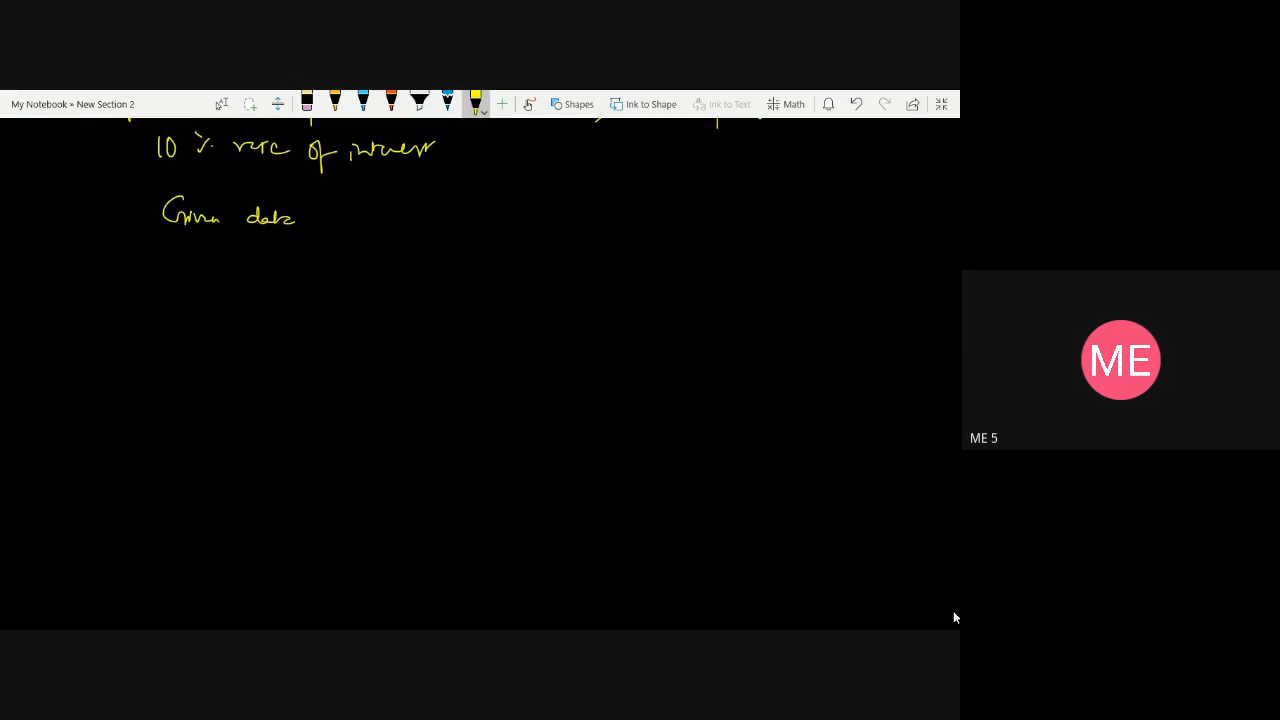 My Notebook » New Section 2
Shapes
Ink to Shape
Ink to Text
Math
10 % rate of interest
Given data
ME
ME 5